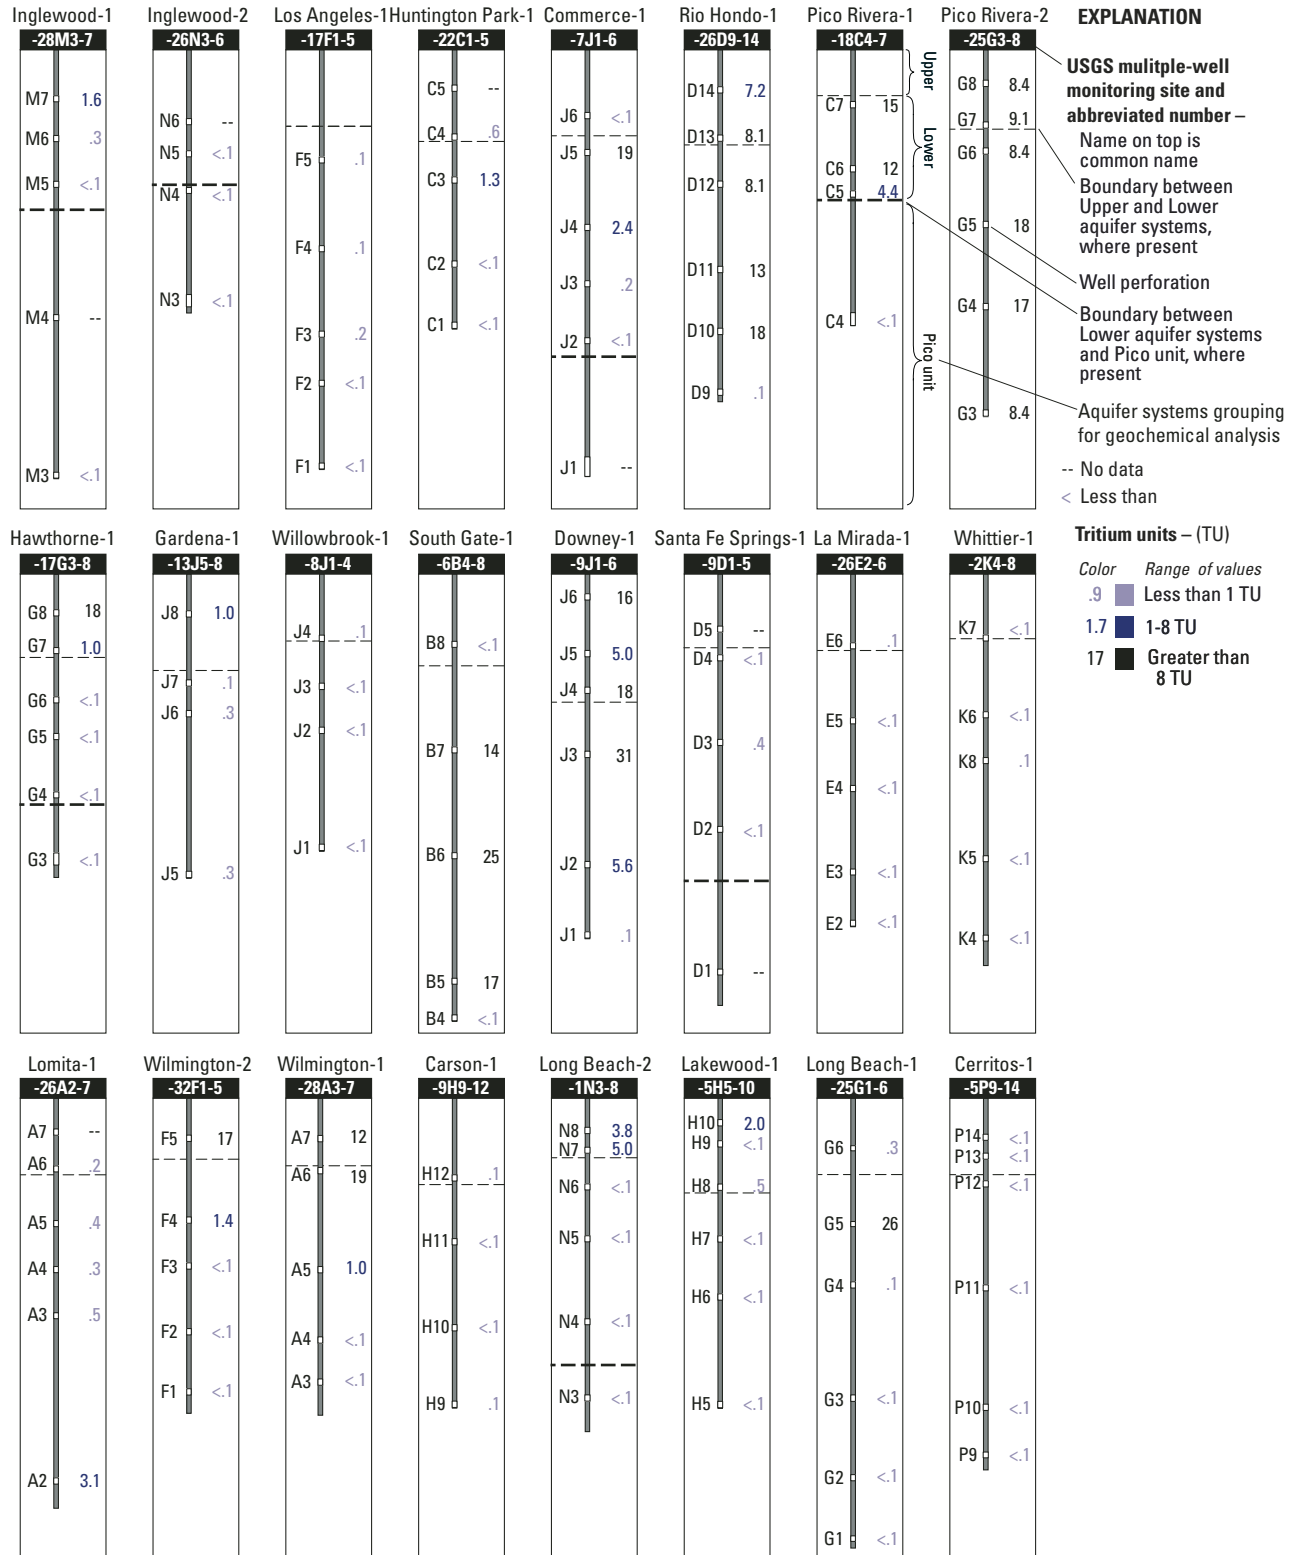 Inglewood-1
-28M3-7
M7 1.6
M6 .3
M5 <.1
M4 --
M3 <.1
Inglewood-2
-26N3-6
N6 --
N5 <.1
N4 <.1
N3 <.1
Los Angeles-1
-17F1-5
F5 .1
F4 .1
F3 .2
F2 <.1
F1 <.1
Huntington Park-1
-22C1-5
C5 --
C4 .6
C3 1.3
C2 <.1
C1 <.1
Commerce-1
-7J1-6
J6 <.1
J5 19
J4 2.4
J3 .2
J2 <.1
J1 --
Rio Hondo-1
-26D9-14
D14 7.2
D13 8.1
D12 8.1
D11 13
D10 18
D9 .1
Pico Rivera-1
-18C4-7
Upper
C7 15
Lower
C6 12
C5 4.4
C4 <.1
Pico unit
Pico Rivera-2
-25G3-8
G8 8.4
G7 9.1
G6 8.4
G5 18
G4 17
G3 8.4
EXPLANATION
USGS mulitple-well
monitoring site and
abbreviated number –
Name on top is
common name
Boundary between
Upper and Lower
aquifer systems,
where present
Well perforation
Boundary between
Lower aquifer systems
and Pico unit, where
present
Aquifer systems grouping
for geochemical analysis
-- No data
< Less than
Tritium units – (TU)
Color Range of values
.9 Less than 1 TU
1.7 1-8 TU
17 Greater than
8 TU
Hawthorne-1
-17G3-8
G8 18
G7 1.0
G6 <.1
G5 <.1
G4 <.1
G3 <.1
Gardena-1
-13J5-8
J8 1.0
J7 .1
J6 .3
J5 .3
Willowbrook-1
-8J1-4
J4 .1
J3 <.1
J2 <.1
J1 <.1
South Gate-1
-6B4-8
B8 <.1
B7 14
B6 25
B5 17
B4 <.1
Downey-1
-9J1-6
J6 16
J5 5.0
J4 18
J3 31
J2 5.6
J1 .1
Santa Fe Springs-1
-9D1-5
D5 --
D4 <.1
D3 .4
D2 <.1
D1 --
La Mirada-1
-26E2-6
E6 .1
E5 <.1
E4 <.1
E3 <.1
E2 <.1
Whittier-1
-2K4-8
K7 <.1
K6 <.1
K8 .1
K5 <.1
K4 <.1
Lomita-1
-26A2-7
A7 --
A6 .2
A5 .4
A4 .3
A3 .5
A2 3.1
Wilmington-2
-32F1-5
F5 17
F4 1.4
F3 <.1
F2 <.1
F1 <.1
Wilmington-1
-28A3-7
A7 12
A6 19
A5 1.0
A4 <.1
A3 <.1
Carson-1
-9H9-12
H12 .1
H11 <.1
H10 <.1
H9 .1
Long Beach-2
-1N3-8
N8 3.8
N7 5.0
N6 <.1
N5 <.1
N4 <.1
N3 <.1
Lakewood-1
-5H5-10
H10 2.0
H9 <.1
H8 .5
H7 <.1
H6 <.1
H5 <.1
Long Beach-1
-25G1-6
G6 .3
G5 26
G4 .1
G3 <.1
G2 <.1
G1 <.1
Cerritos-1
-5P9-14
P14 <.1
P13 <.1
P12 <.1
P11 <.1
P10 <.1
P9 <.1